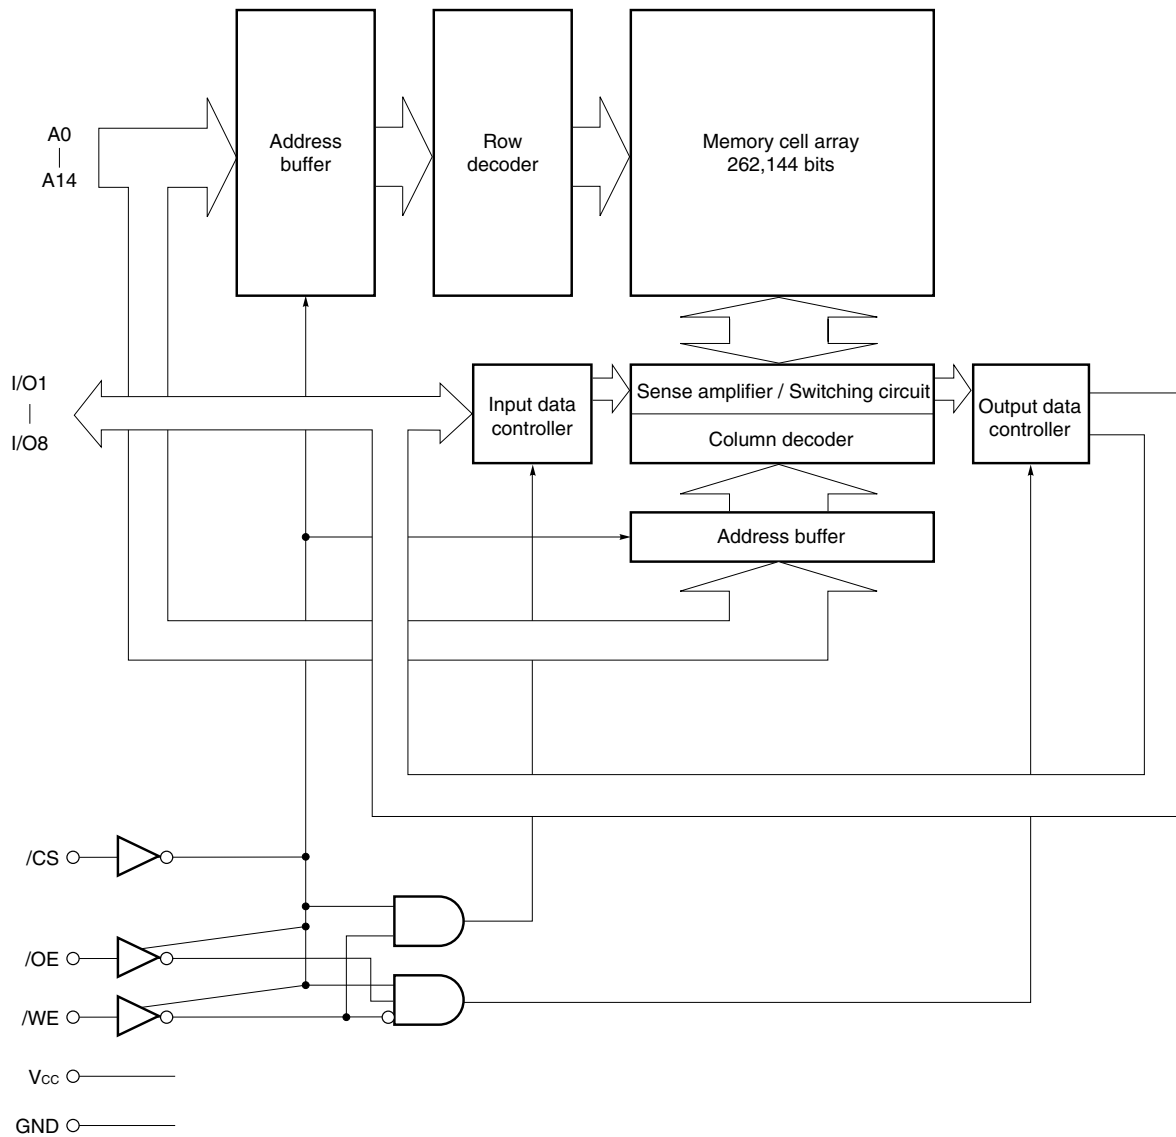 A0
A14
Address
buffer
Row
decoder
Memory cell array
262,144 bits
I/O1
I/O8
Input data
controller
Sense amplifier / Switching circuit
Column decoder
Output data
controller
Address buffer
/CS
/OE
/WE
VCC
GND